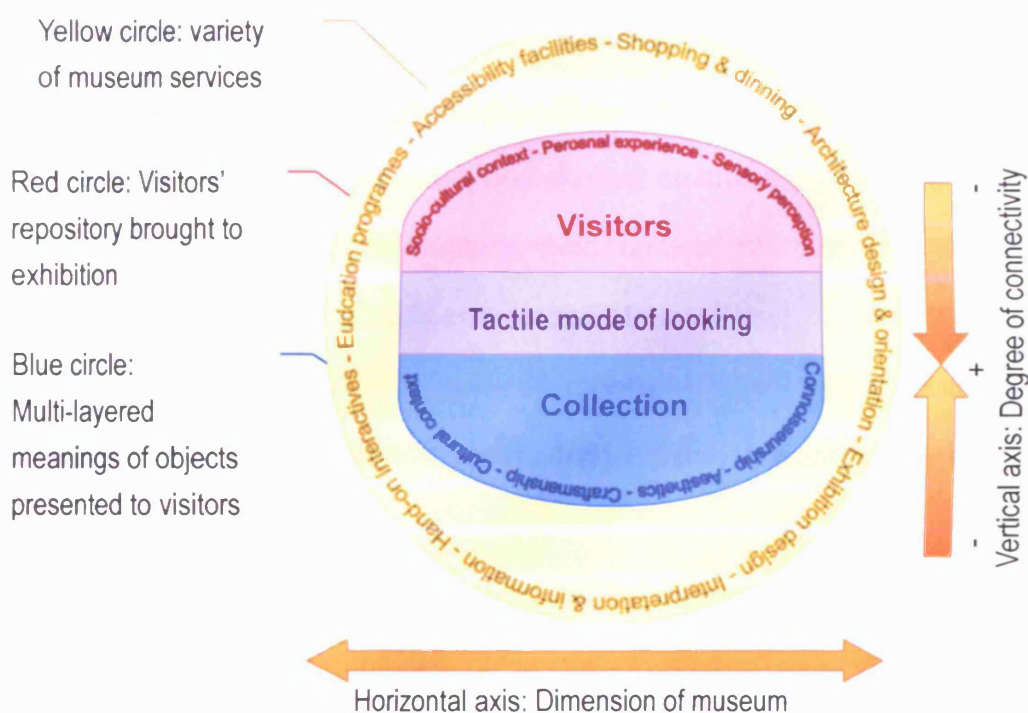 Yellow circle: variety
of museum services
Red circle: Visitors'
repository brought to
exhibition
Blue circle:
Multi-layered
meanings of objects
presented to visitors
Eudcation programes - Accessibility facilities - Shopping & dinning - Architecture design & orientation - Exhibition design - Interpretation & information - Hand-on interactives -
Socio-cultural context - Perosnal experience - Sensory perception
Visitors
Tactile mode of looking
Collection
Connoisseurship - Aesthetics - Craftsmanship - Cultural context
-
+
-
Vertical axis: Degree of connectivity
Horizontal axis: Dimension of museum